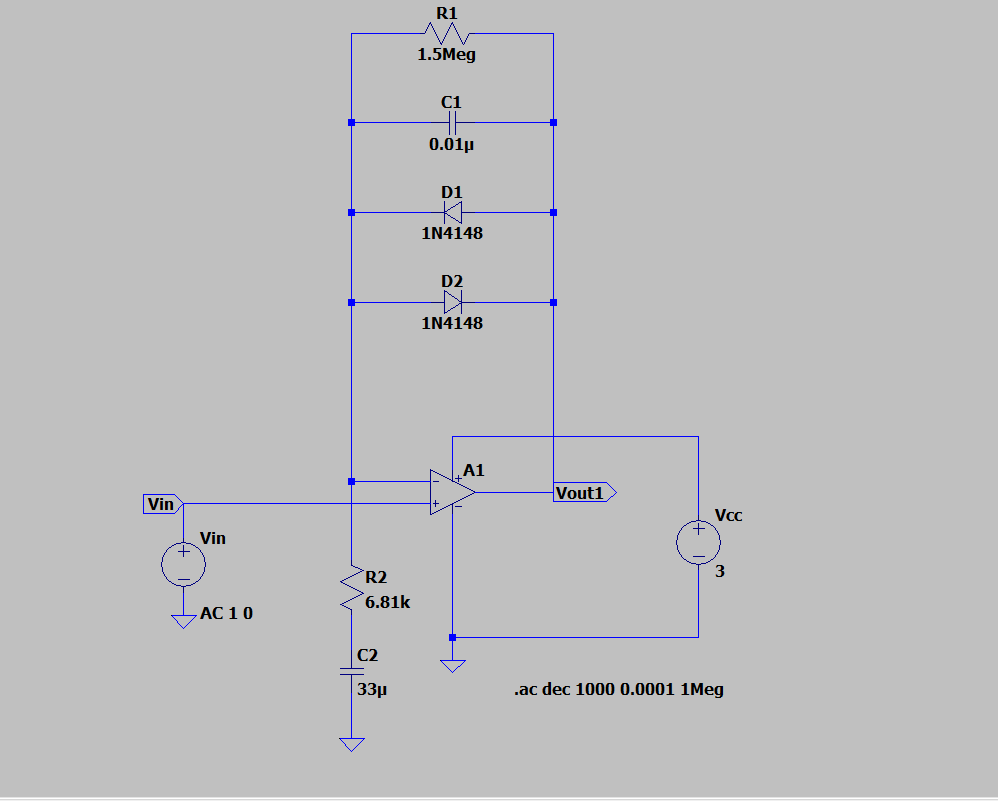 R1
1.5Meg
C1
0.01µ
D1
1N4148
D2
1N4148
A1
Vin
Vout1
Vcc
3
Vin
AC 1 0
R2
6.81k
C2
33µ
.ac dec 1000 0.0001 1Meg